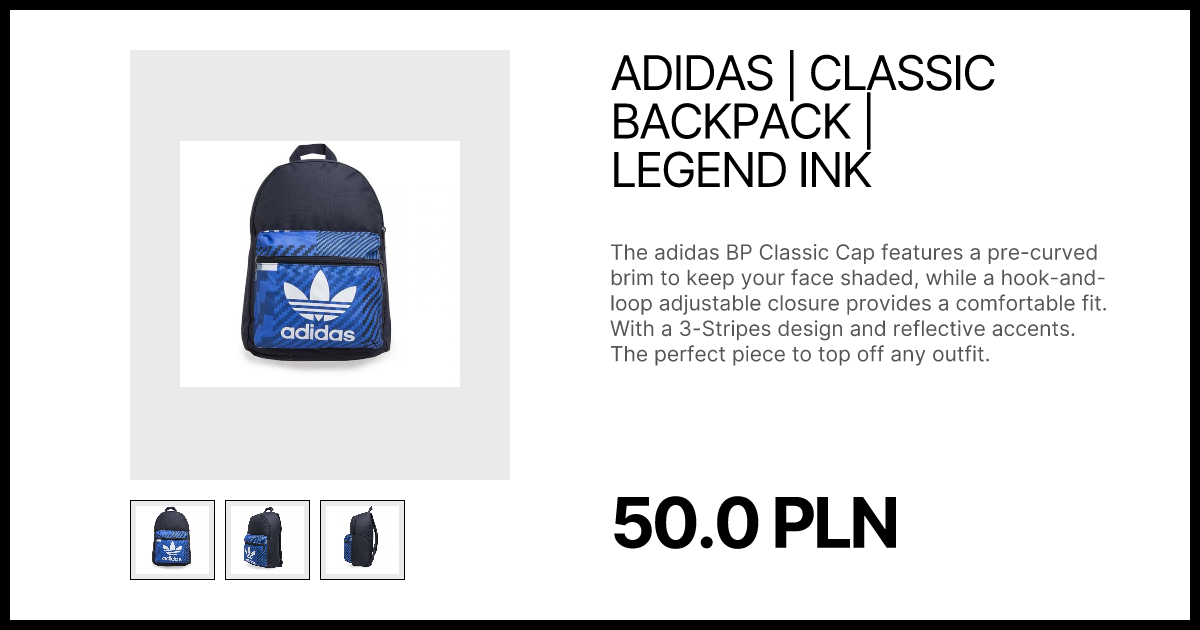 ADIDAS | CLASSIC
BACKPACK |
LEGEND INK
adidas
The adidas BP Classic Cap features a pre-curved
brim to keep your face shaded, while a hook-and-
loop adjustable closure provides a comfortable fit.
With a 3-Stripes design and reflective accents.
The perfect piece to top off any outfit.
adidas
50.0 PLN